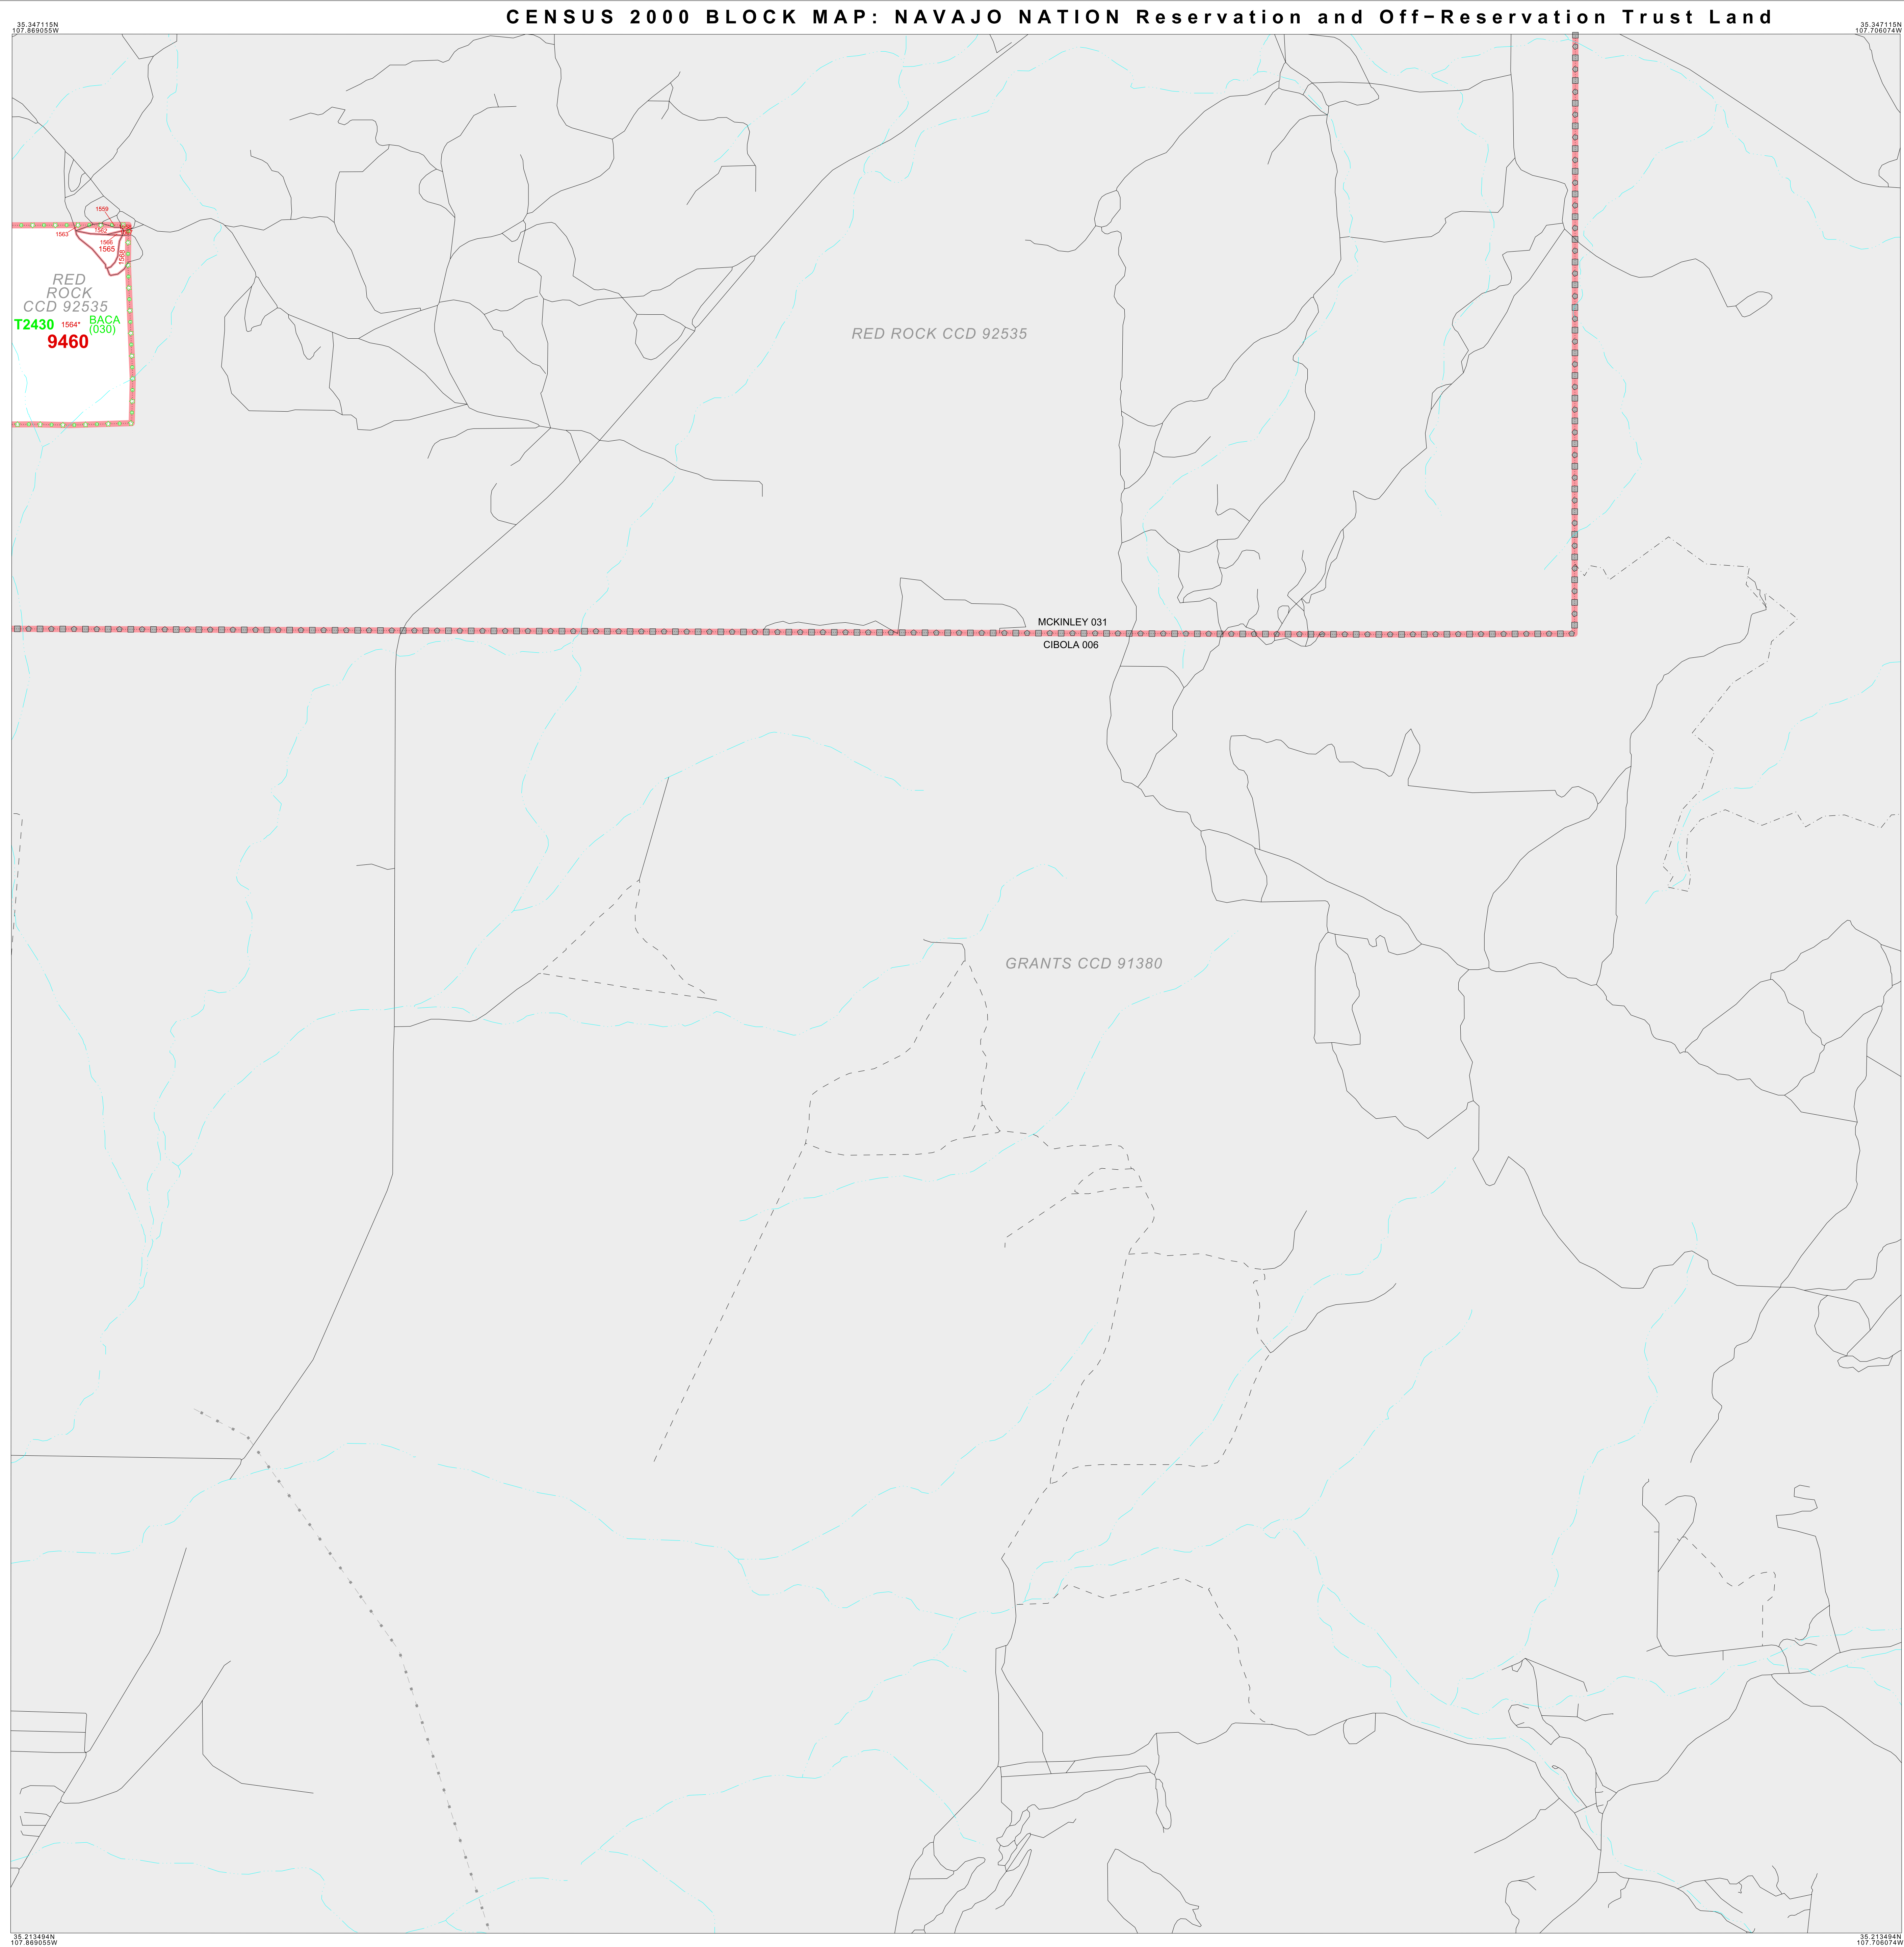 CENSUS 2000 BLOCK MAP: NAVAJO NATION Reservation and Off-Reservation Trust Land
35.347115N
107.869055W
35.347115N
107.706074W
1559
1562
1563
1566
1565
1568
RED
ROCK
CCD 92535
T2430 1564* BACA
(030)
9460
RED ROCK CCD 92535
MCKINLEY 031
CIBOLA 006
GRANTS CCD 91380
35.213494N
107.869055W
35.213494N
107.706074W